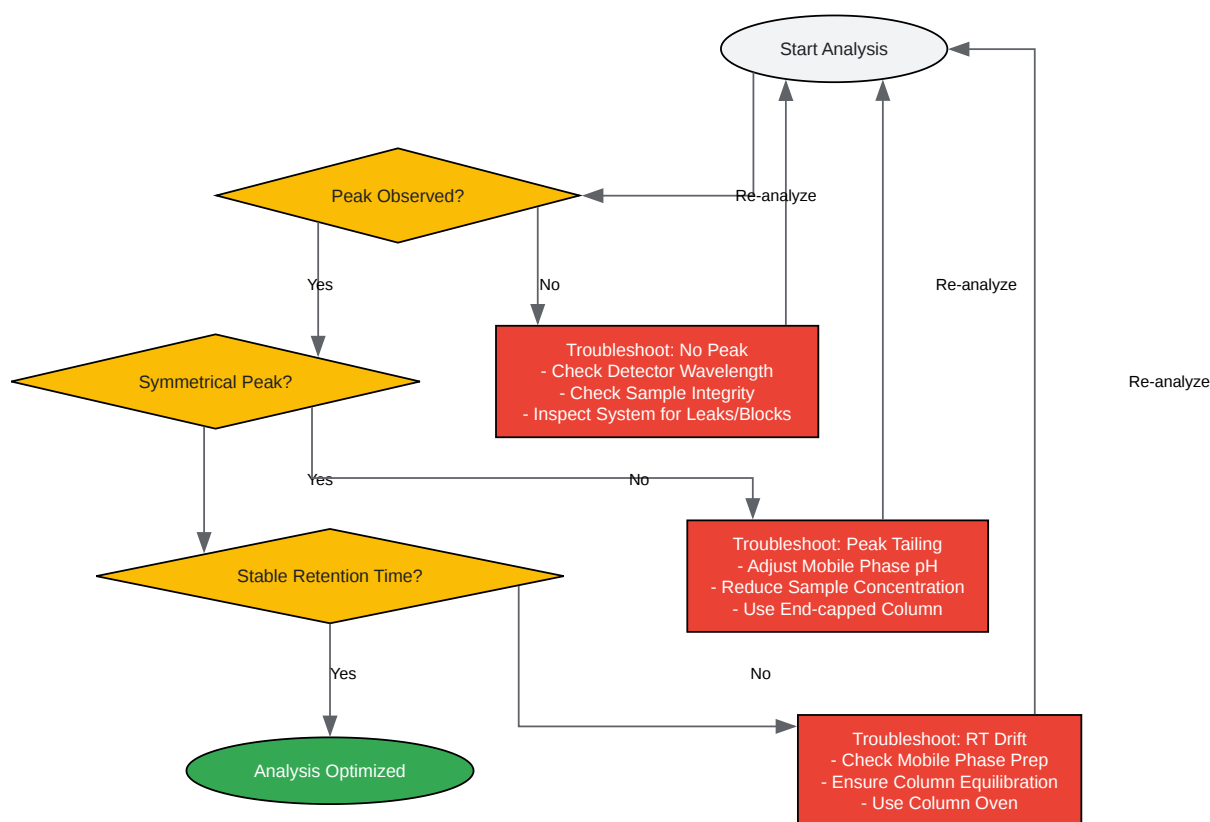 Start Analysis
Peak Observed?
Re-analyze
Yes
No
Re-analyze
Troubleshoot: No Peak
- Check Detector Wavelength
- Check Sample Integrity
- Inspect System for Leaks/Blocks
Symmetrical Peak?
Re-analyze
Yes
No
Troubleshoot: Peak Tailing
- Adjust Mobile Phase pH
- Reduce Sample Concentration
- Use End-capped Column
Stable Retention Time?
Yes
No
Troubleshoot: RT Drift
- Check Mobile Phase Prep
- Ensure Column Equilibration
- Use Column Oven
Analysis Optimized